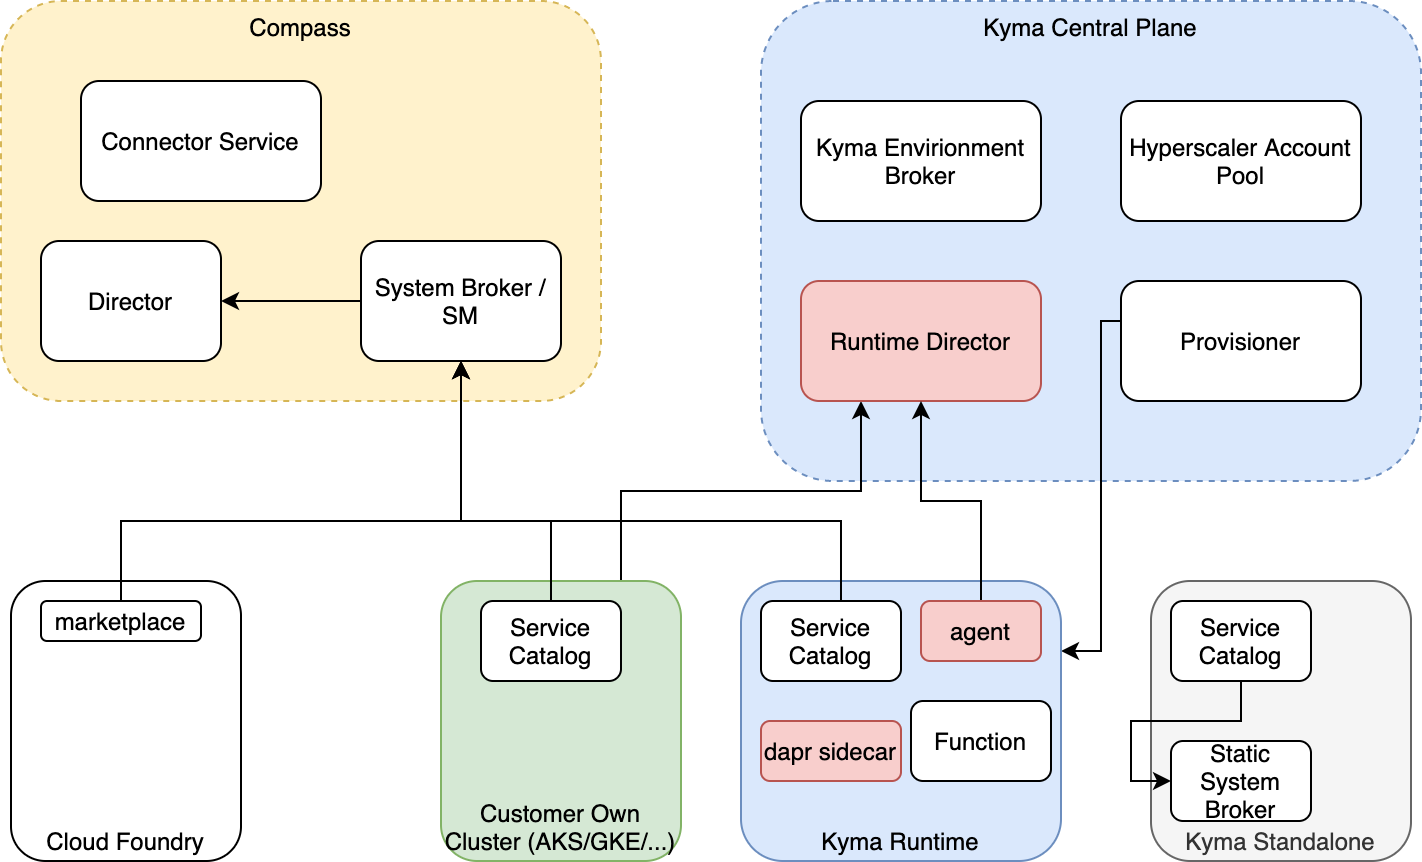 Compass
Kyma Central Plane
Connector Service
Kyma Envirionment
Broker
Hyperscaler Account
Pool
Director
System Broker /
SM
Runtime Director
Provisioner
marketplace
Cloud Foundry
Service
Catalog
Customer Own
Cluster (AKS/GKE/...)
Service
Catalog
agent
dapr sidecar
Function
Kyma Runtime
Service
Catalog
Static
System
Broker
Kyma Standalone